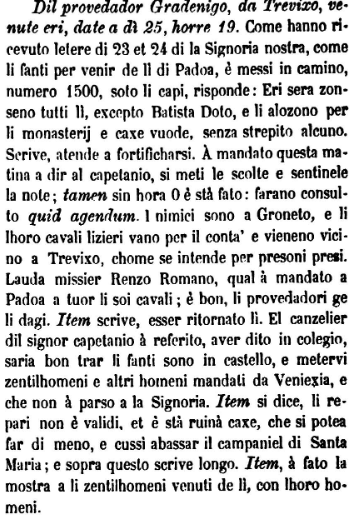 Dil provedador Gradenigo, da Trevixo, ve-
nute eri, date a dì 25, horre 19. Come hanno ri-
cevuto letere di 23 et 24 di la Signoria nostra, come
li fanti per venir de lì di Padoa, è messi in camino,
numero 1500, soto li capi, risponde: Eri sera zon-
seno tutti lì, excepto Batista Doto, e li alozono per
li monasterij e caxe vuode, senza strepito alcuno.
Scrive, atende a fortificharsi. À mandato questa ma-
tina a dir al capetanio, si meti le scolte e sentinele
la note; tamen sin hora 0 è stà fato: farano consul-
to quid agendum. I nimici sono a Groneto, e li
lhoro cavali lizieri vano per il conta' e vieneno vici-
no a Trevixo, chome se intende per presoni presi.
Lauda missier Renzo Romano, qual à mandato a
Padoa a tuor li soi cavali; è bon, li provedadori ge
li dagi. Item scrive, esser ritornato lì. El canzelier
dil signor capetanio à referito, aver dito in colegio,
saria bon trar li fanti sono in castello, e metervi
zentilhomeni e altri homeni mandati da Veniexia, e
che non à parso a la Signoria. Item si dice, li re-
pari non è validi, et è stà ruinà caxe, che si potea
far di meno, e cussì abassar il campaniel di Santa
Maria; e sopra questo scrive longo. Item, à fato la
mostra a li zentilhomeni venuti de lì, con lhoro ho-
meni.